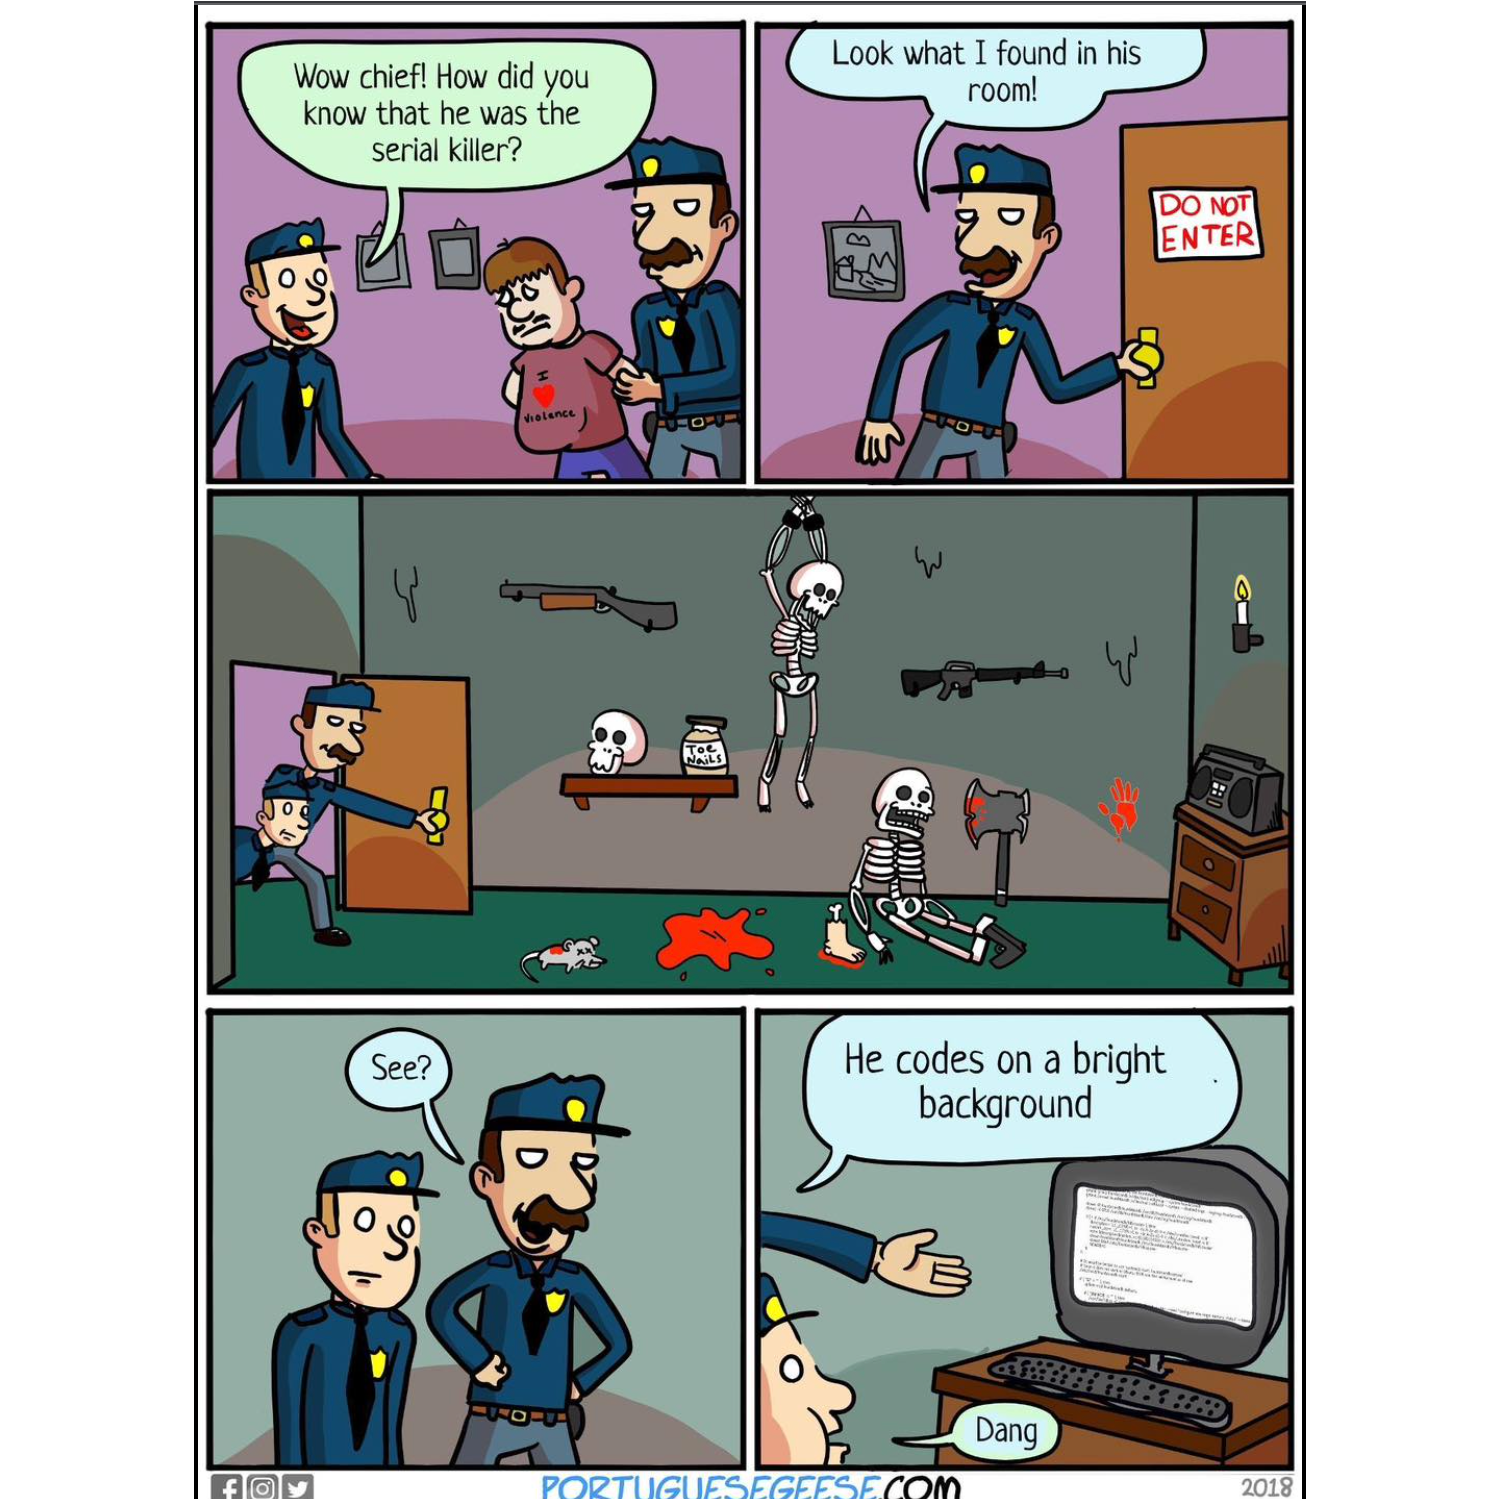 Wow chief! How did you
know that he was the
serial killer?
I
Violence
Look what I found in his
room!
DO NOT
ENTER
Toe
Nails
See?
He codes on a bright
background
Dang
PORTUGUESEGEESE.COM
2018